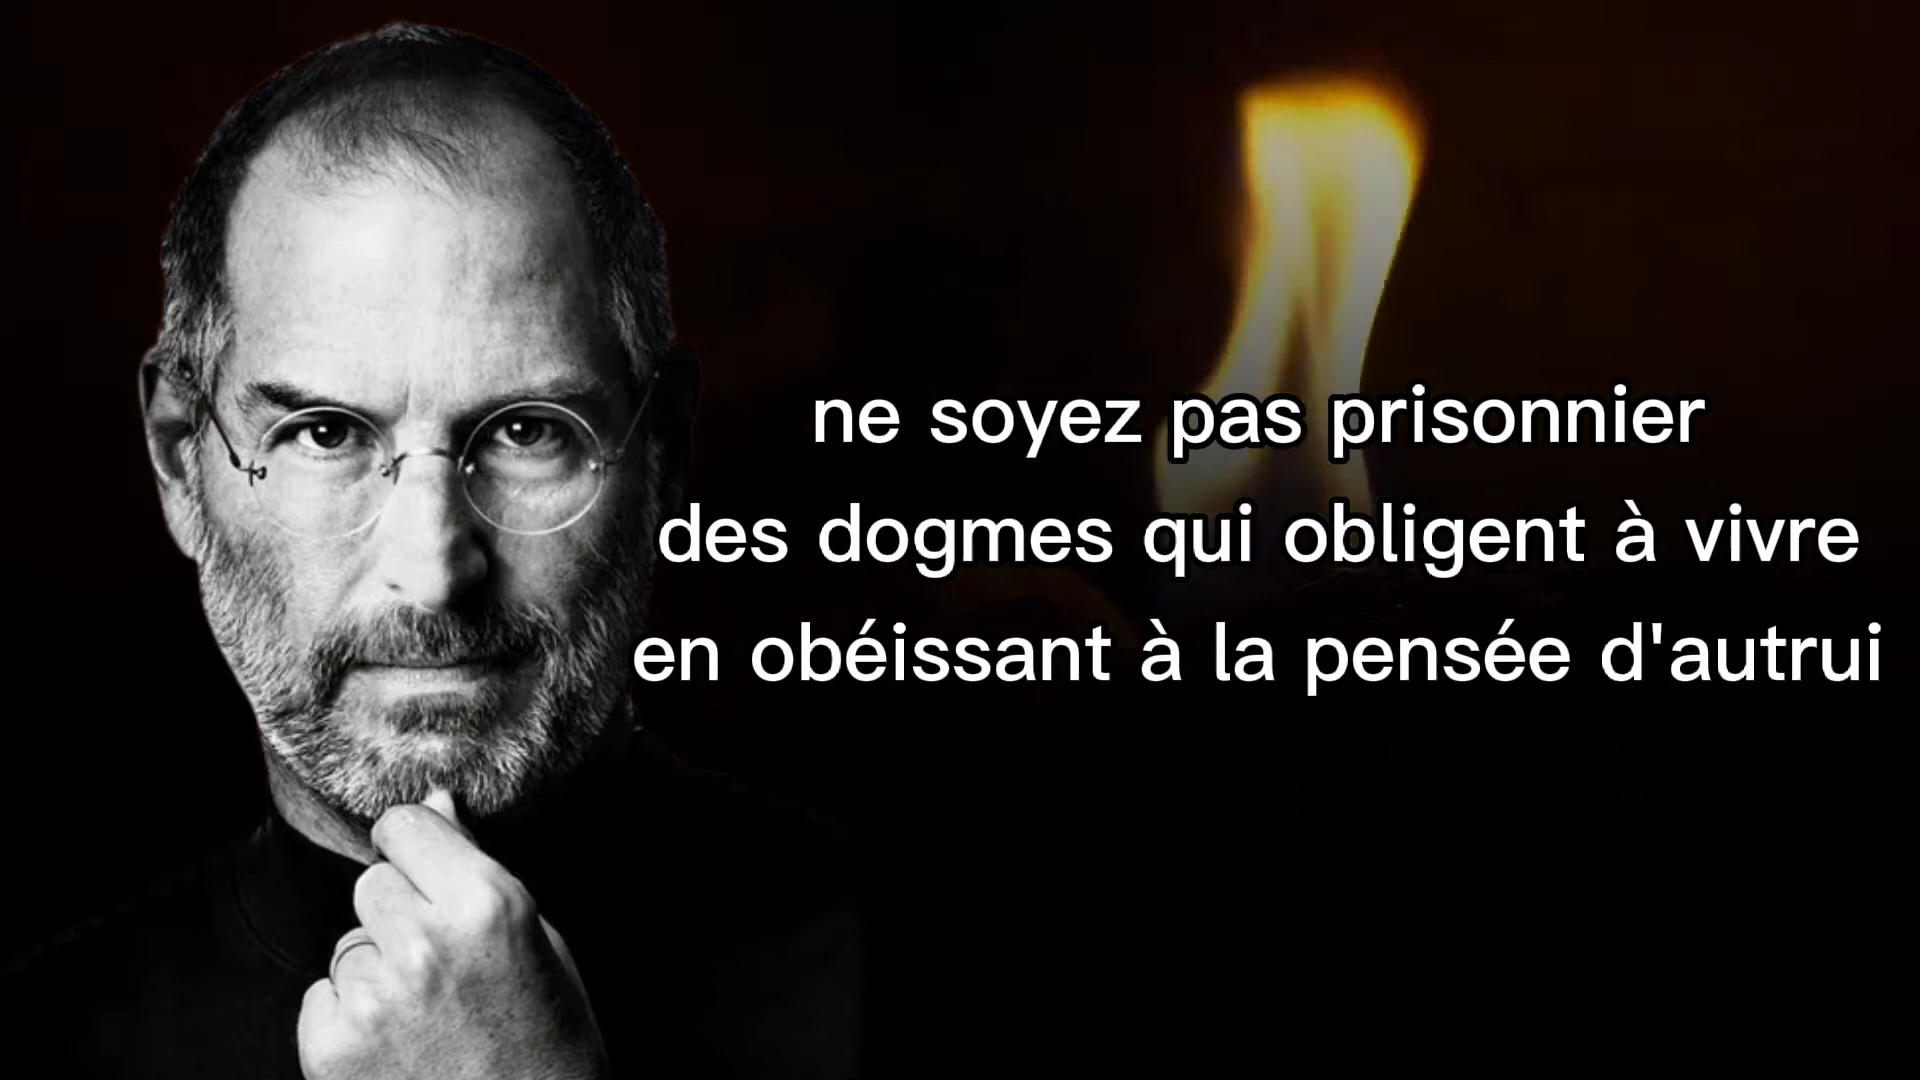 ne soyez pas prisonnier
des dogmes qui obligent à vivre
en obéissant à la pensée d'autrui